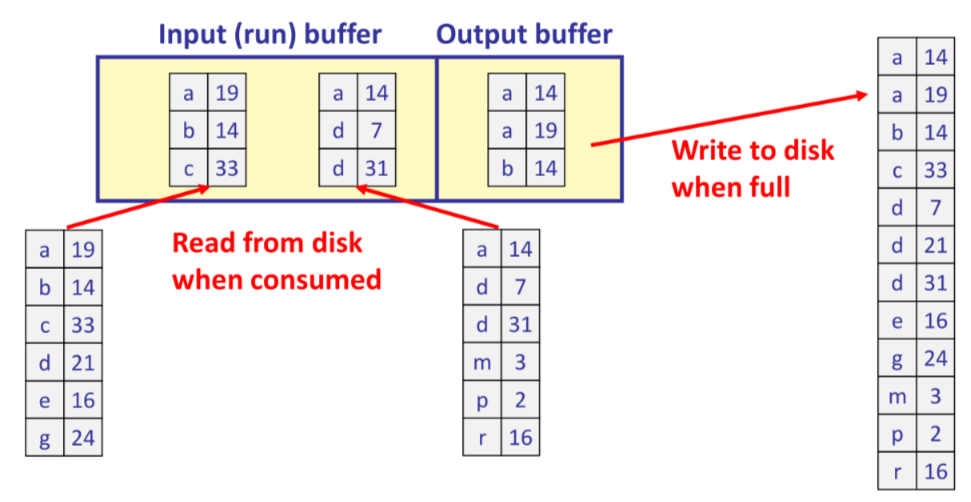 Input (run) buffer
Output buffer
a 19
b 14
c 33
a 14
d 7
d 31
a 14
a 19
b 14
Write to disk
when full
Read from disk
when consumed
a 19
b 14
c 33
d 21
e 16
g 24
a 14
d 7
d 31
m 3
p 2
r 16
a 14
a 19
b 14
c 33
d 7
d 21
d 31
e 16
g 24
m 3
p 2
r 16